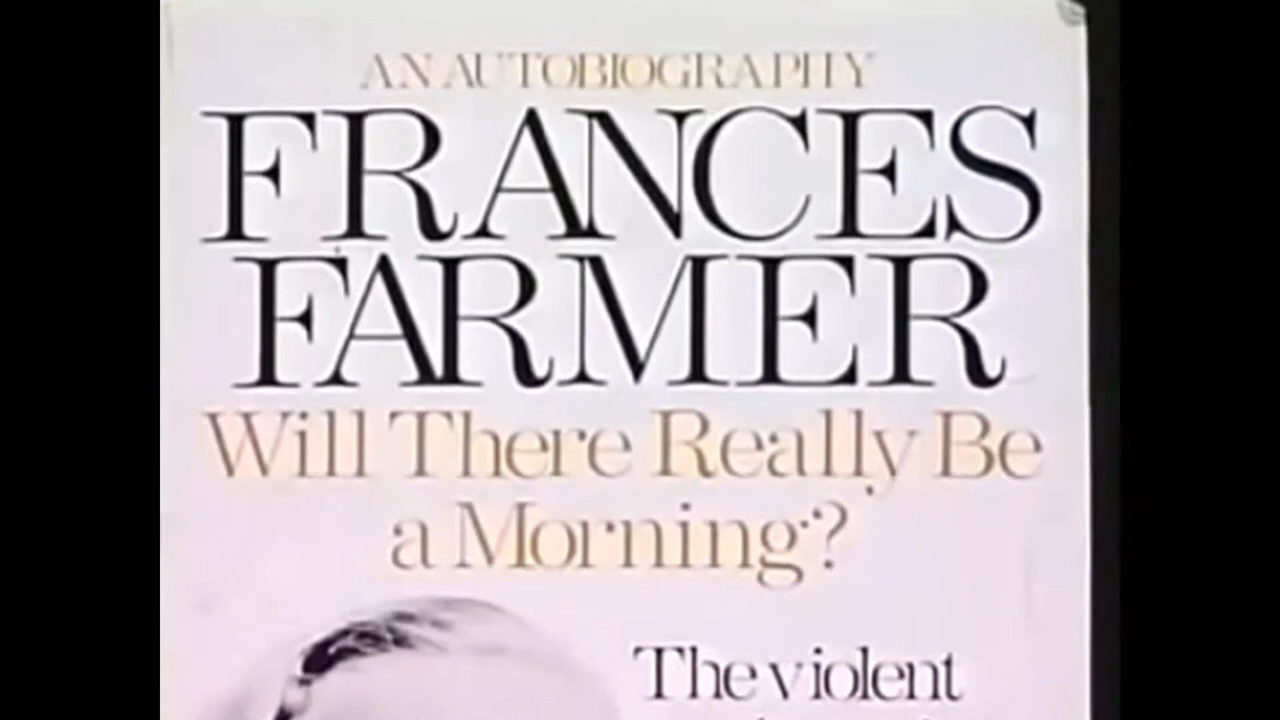 AN AUTOBIOGRAPHY
FRANCES
FARMER
Will There Really Be
a Morning?
The violent